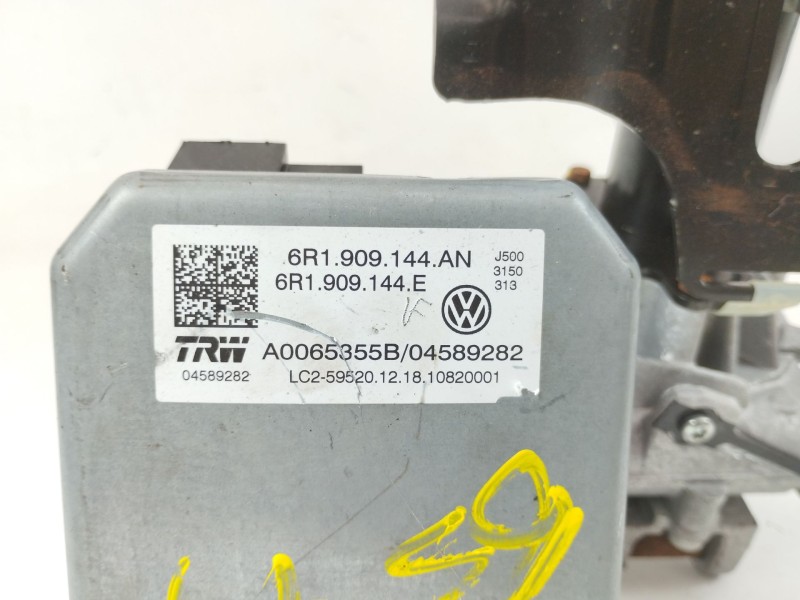 6R1.909.144.AN
6R1.909.144.E
J500
3150
313
K
TRW A0065355B/04589282
04589282 LC2-59520.12.18.10820001